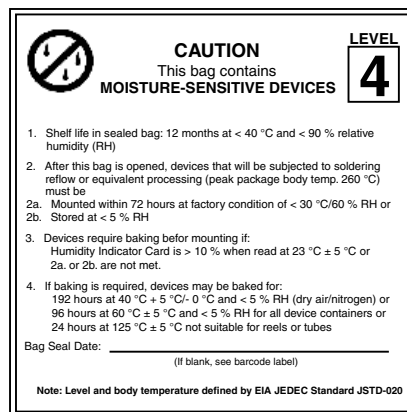 LEVEL
4
CAUTION
This bag contains
MOISTURE-SENSITIVE DEVICES
1. Shelf life in sealed bag: 12 months at < 40 °C and < 90 % relative
humidity (RH)
2. After this bag is opened, devices that will be subjected to soldering
reflow or equivalent processing (peak package body temp. 260 °C)
must be
2a. Mounted within 72 hours at factory condition of < 30 °C/60 % RH or
2b. Stored at < 5 % RH
3. Devices require baking befor mounting if:
Humidity Indicator Card is > 10 % when read at 23 °C ± 5 °C or
2a. or 2b. are not met.
4. If baking is required, devices may be baked for:
192 hours at 40 °C + 5 °C/- 0 °C and < 5 % RH (dry air/nitrogen) or
96 hours at 60 °C ± 5 °C and < 5 % RH for all device containers or
24 hours at 125 °C ± 5 °C not suitable for reels or tubes
Bag Seal Date:
(If blank, see barcode label)
Note: Level and body temperature defined by EIA JEDEC Standard JSTD-020